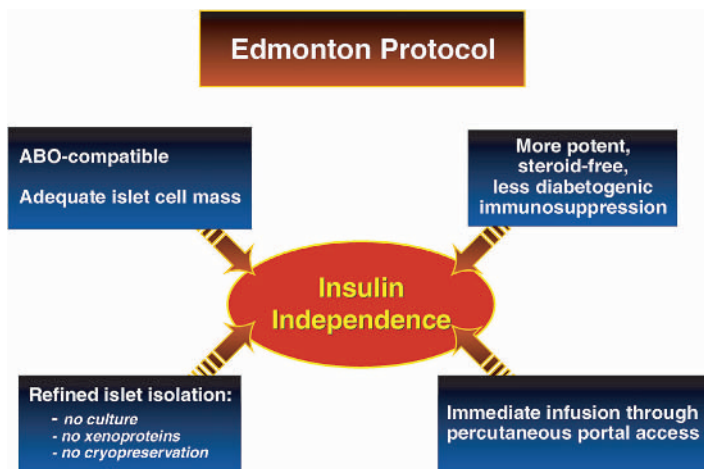 Edmonton Protocol
ABO-compatible
Adequate islet cell mass
More potent,
steroid-free,
less diabetogenic
immunosuppression
Insulin
Independence
Refined islet isolation:
- no culture
- no xenoproteins
- no cryopreservation
Immediate infusion through
percutaneous portal access